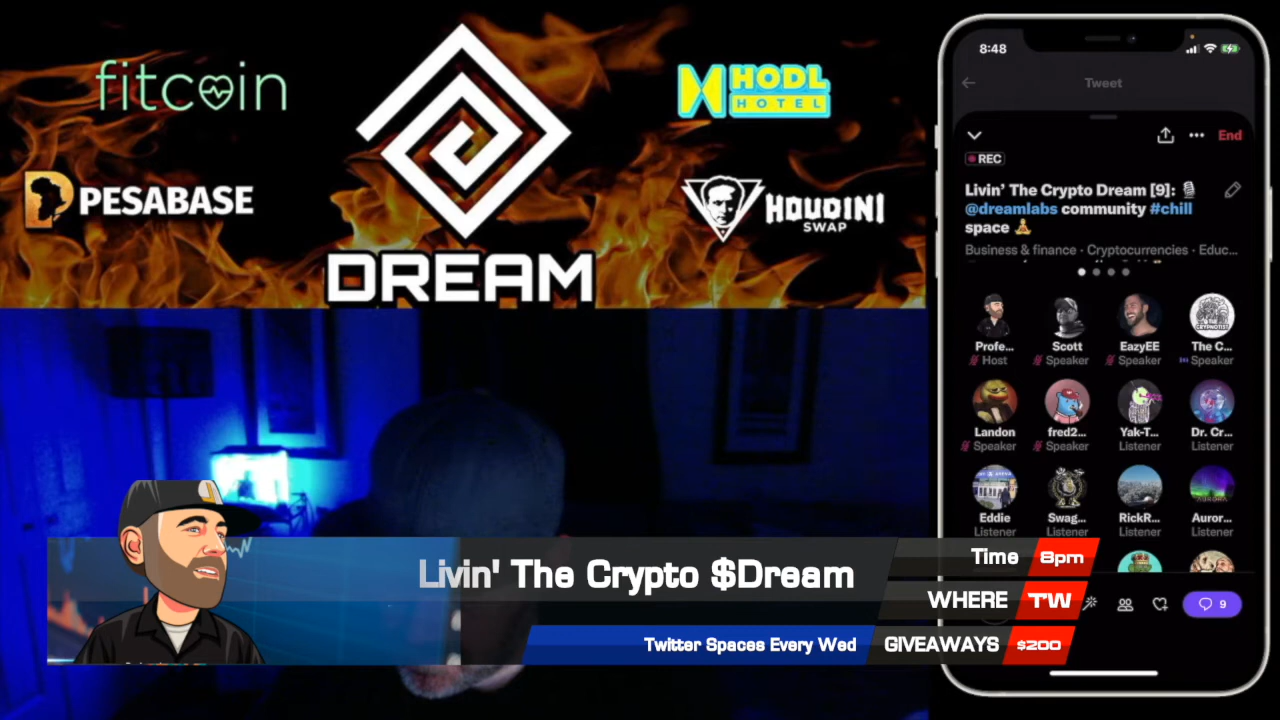 fitcoin
PESABASE
DREAM
HODL
HOTEL
HOUDINI
SWAP
8:48
Tweet
End
REC
Livin' The Crypto Dream [9]:
@dreamlabs community #chill
space
Business & finance · Cryptocurrencies · Educ...
Profe... Scott EazyEE The C...
Host Speaker Speaker Speaker
Landon fred2... Yak-T... Dr. Cr...
Speaker Speaker Listener Listener
Eddie Swag... RickR... Auror...
Listener Listener Listener Listener
9
Livin' The Crypto $Dream
Time 8pm
WHERE TW
Twitter Spaces Every Wed GIVEAWAYS $200